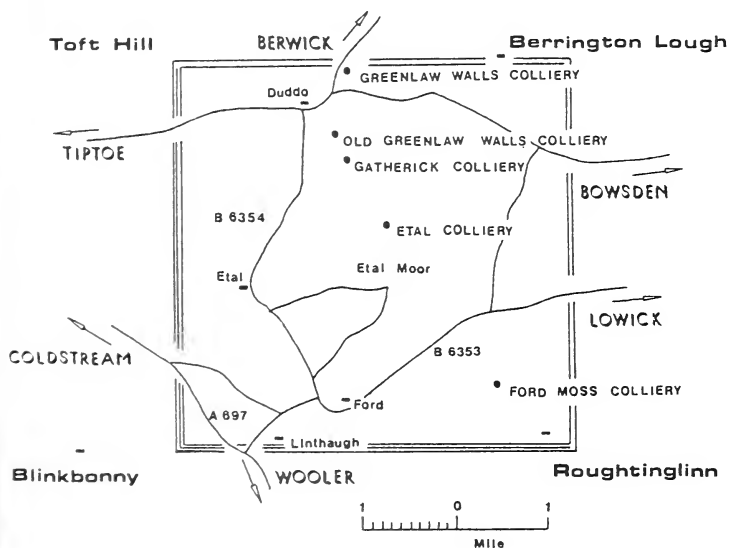 Toft Hill
BERWICK
Berrington Lough
GREENLAW WALLS COLLIERY
Duddo
TIPTOE
OLD GREENLAW WALLS COLLIERY
GATHERICK COLLIERY
BOWSDEN
B 6354
ETAL COLLIERY
Etal
Etal Moor
LOWICK
COLDSTREAM
B 6353
FORD MOSS COLLIERY
Ford
A 697
Linthaugh
Blinkbonny
WOOLER
Roughtinglinn
1 0 1
Mile